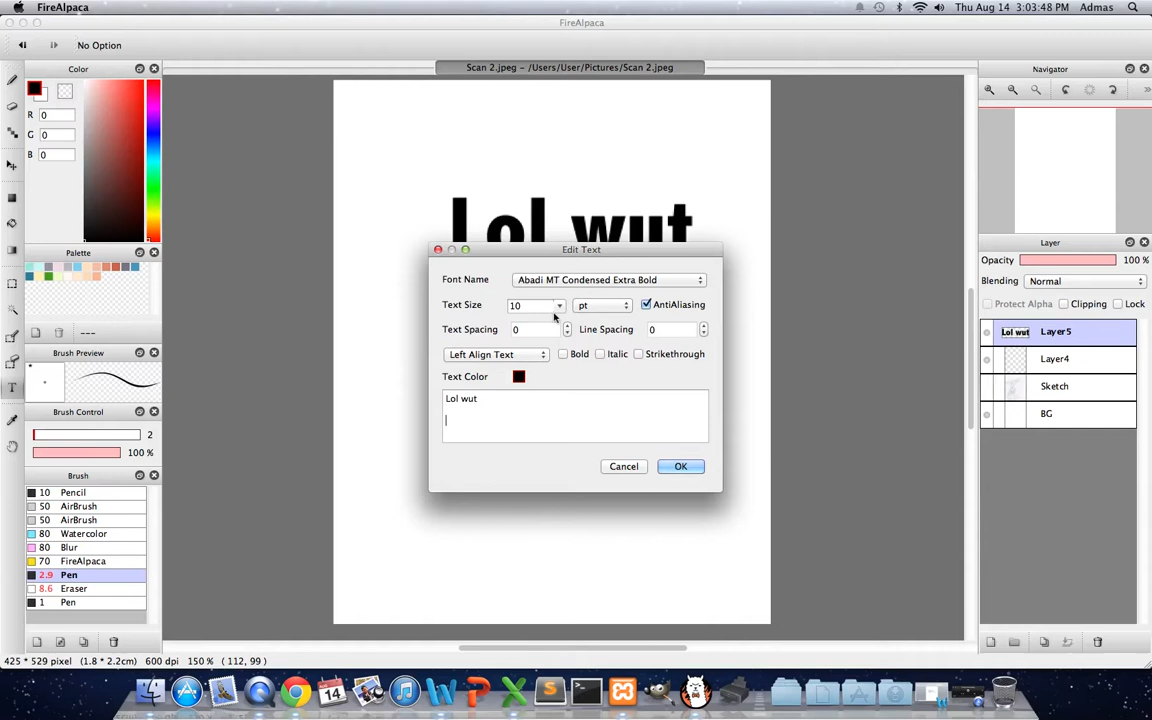 FireAlpaca
Thu Aug 14 3:03:48 PM Admas
FireAlpaca
No Option
Color
Scan 2.jpeg – /Users/User/Pictures/Scan 2.jpeg
Navigator
R 0
G 0
B 0
Lol wut
Palette
---
Brush Preview
Brush Control
2
100 %
Brush
10 Pencil
50 AirBrush
50 AirBrush
80 Watercolor
80 Blur
70 FireAlpaca
2.9 Pen
8.6 Eraser
1 Pen
Edit Text
Font Name Abadi MT Condensed Extra Bold
Text Size 10 pt AntiAliasing
Text Spacing 0 Line Spacing 0
Left Align Text Bold Italic Strikethrough
Text Color
Lol wut
Cancel OK
Layer
Opacity 100 %
Blending Normal
Protect Alpha Clipping Lock
Lol wut Layer5
Layer4
Sketch
BG
425 * 529 pixel (1.8 * 2.2cm) 600 dpi 150 % ( 112, 99 )
14